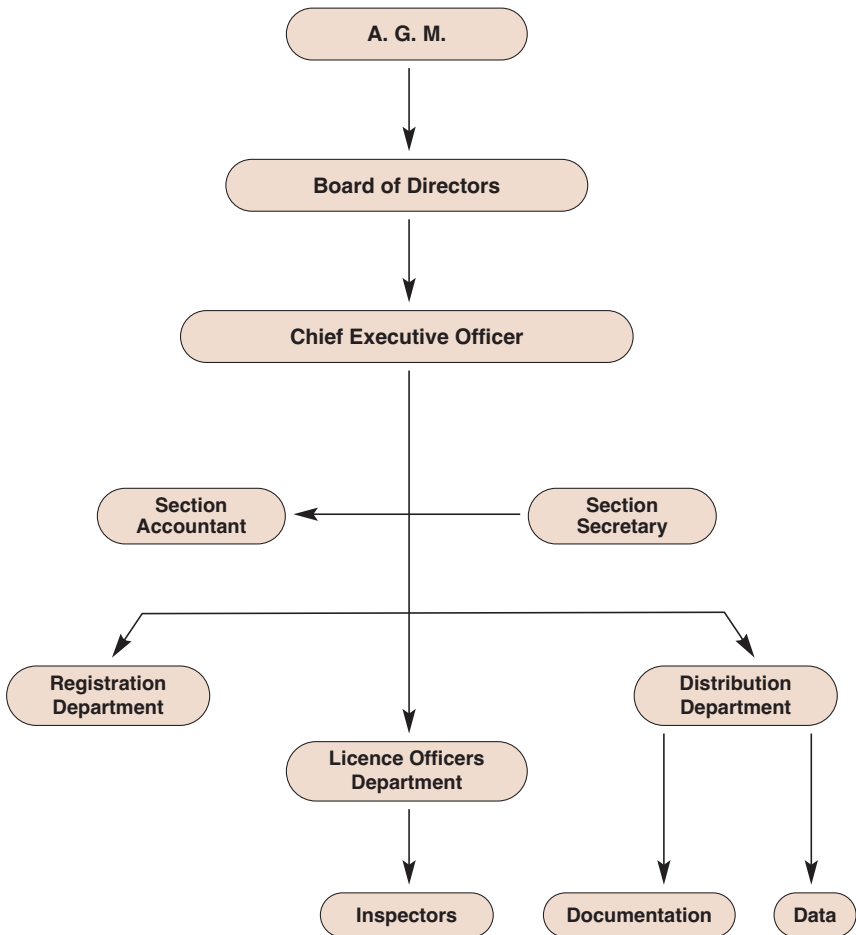 A. G. M.
Board of Directors
Chief Executive Officer
Section
Accountant
Section
Secretary
Registration
Department
Distribution
Department
Licence Officers
Department
Inspectors
Documentation
Data